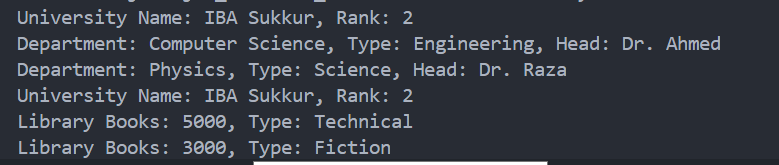 University Name: IBA Sukkur, Rank: 2
Department: Computer Science, Type: Engineering, Head: Dr. Ahmed
Department: Physics, Type: Science, Head: Dr. Raza
University Name: IBA Sukkur, Rank: 2
Library Books: 5000, Type: Technical
Library Books: 3000, Type: Fiction